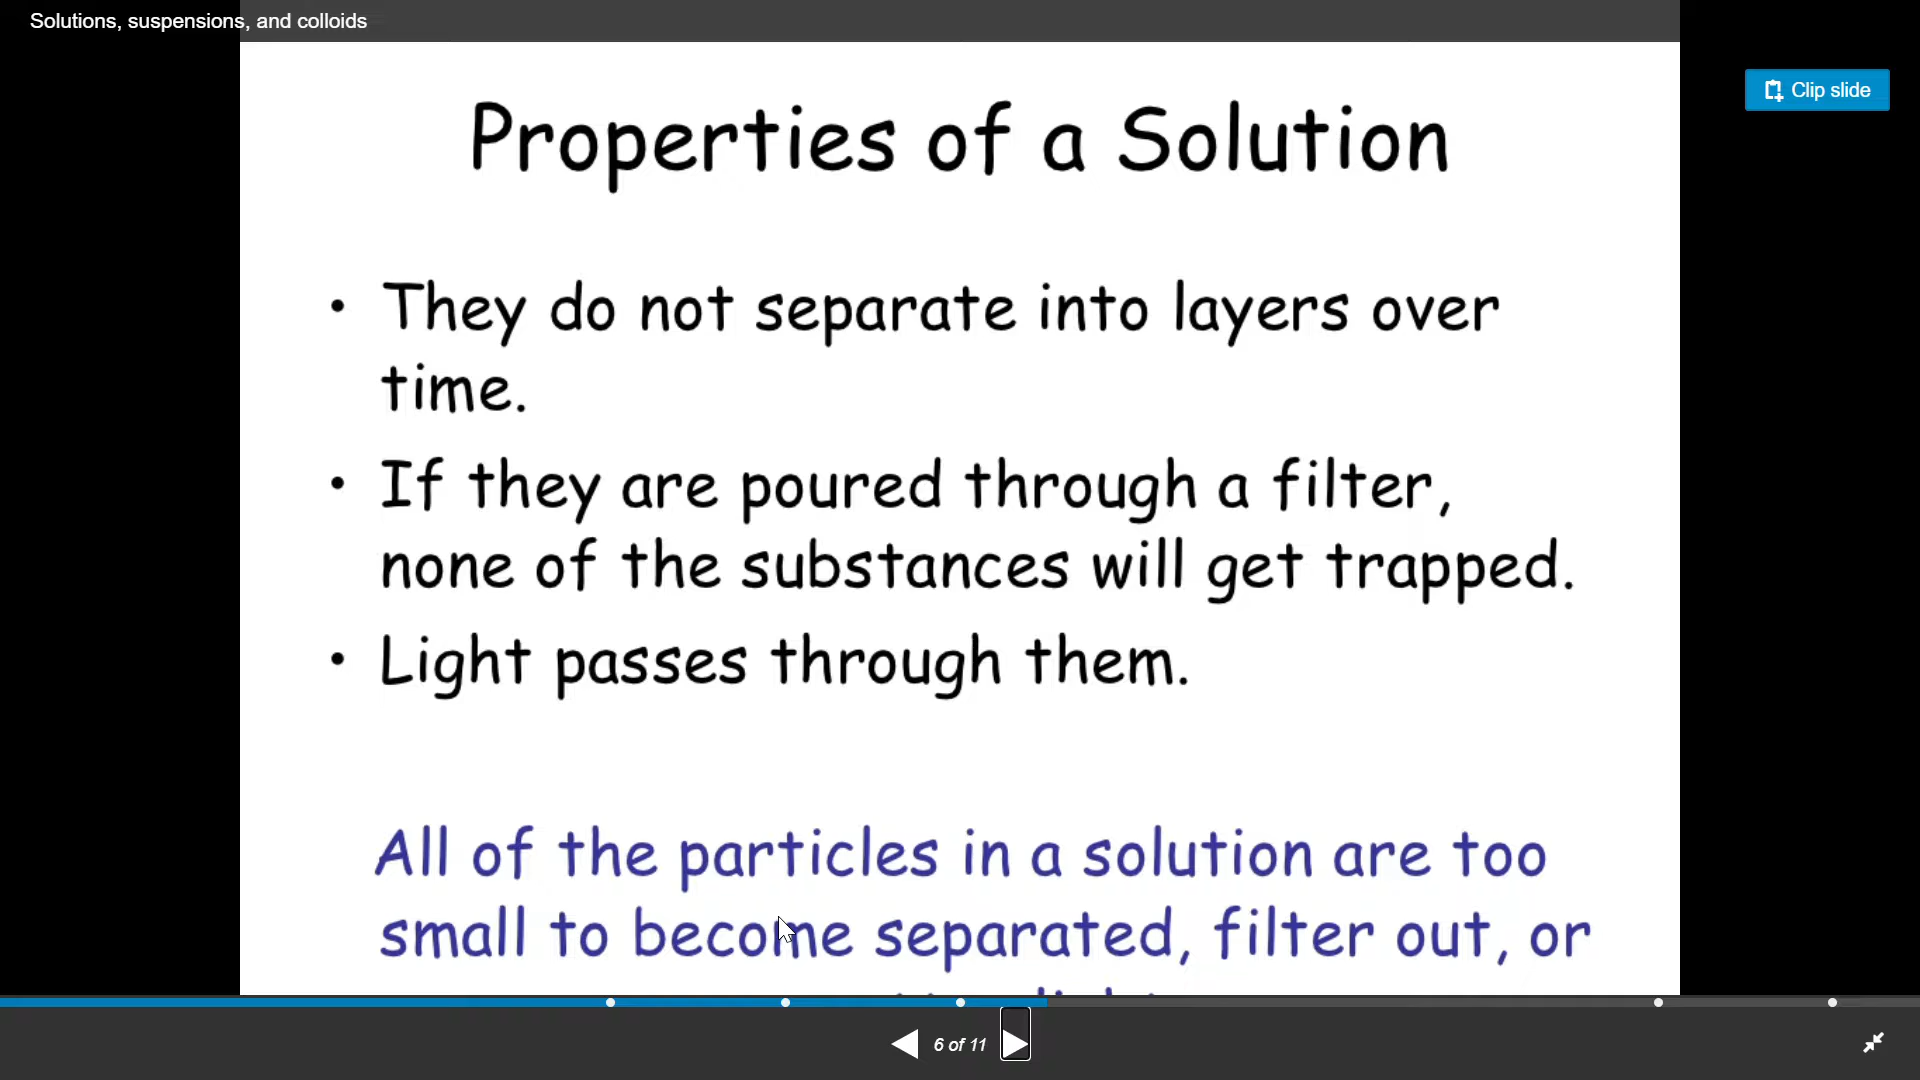 Solutions, suspensions, and colloids
Clip slide
Properties of a Solution
• They do not separate into layers over
time.
• If they are poured through a filter,
none of the substances will get trapped.
• Light passes through them.
All of the particles in a solution are too
small to become separated, filter out, or
6 of 11